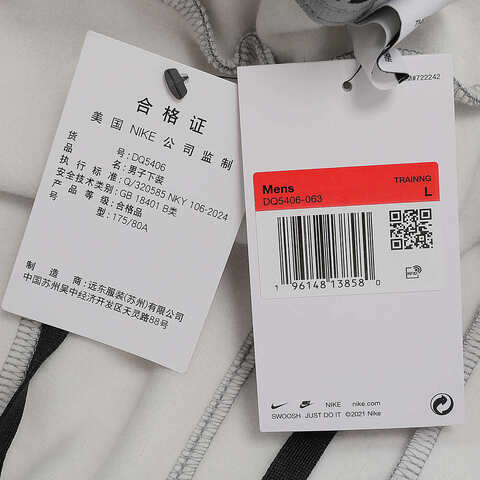 合格证
美国 NIKE 公司监制
货 号: DQ5406
品 名: 男子下装
执行标准: Q/320585 NKY 106-2024
安全技术类别: GB 18401 B类
产品等级: 合格品
型: 175/80A
制造商: 远东服装(苏州)有限公司
中国苏州吴中经济开发区天灵路88号
A#722242
TRAINNG
Mens
L
DQ5406-063
1 96148 13858 0
RFID
NIKE nike.com
SWOOSH JUST DO IT ©2021 Nike